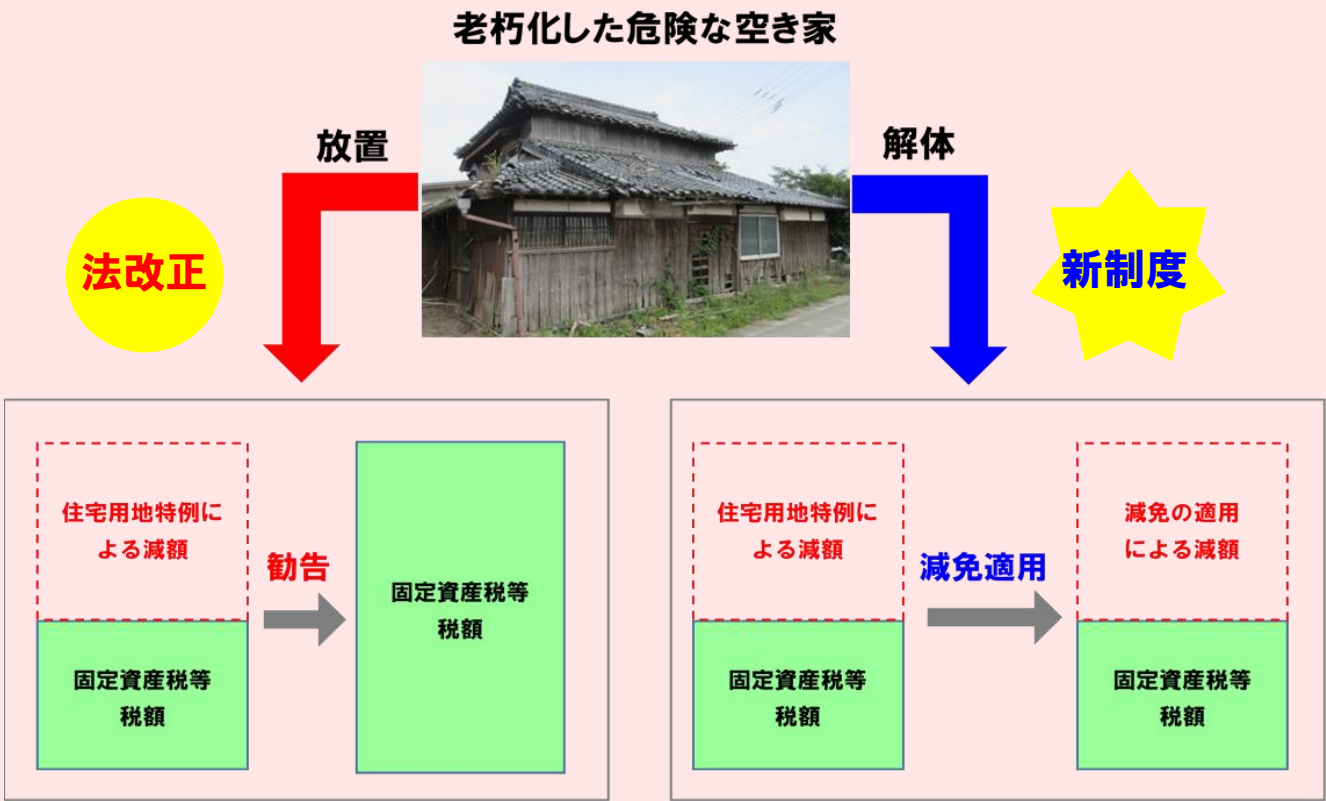 老朽化した危険な空き家
放置
解体
法改正
新制度
住宅用地特例に
よる減額
固定資産税等
税額
勧告
固定資産税等
税額
住宅用地特例に
よる減額
固定資産税等
税額
減免適用
減免の適用
による減額
固定資産税等
税額